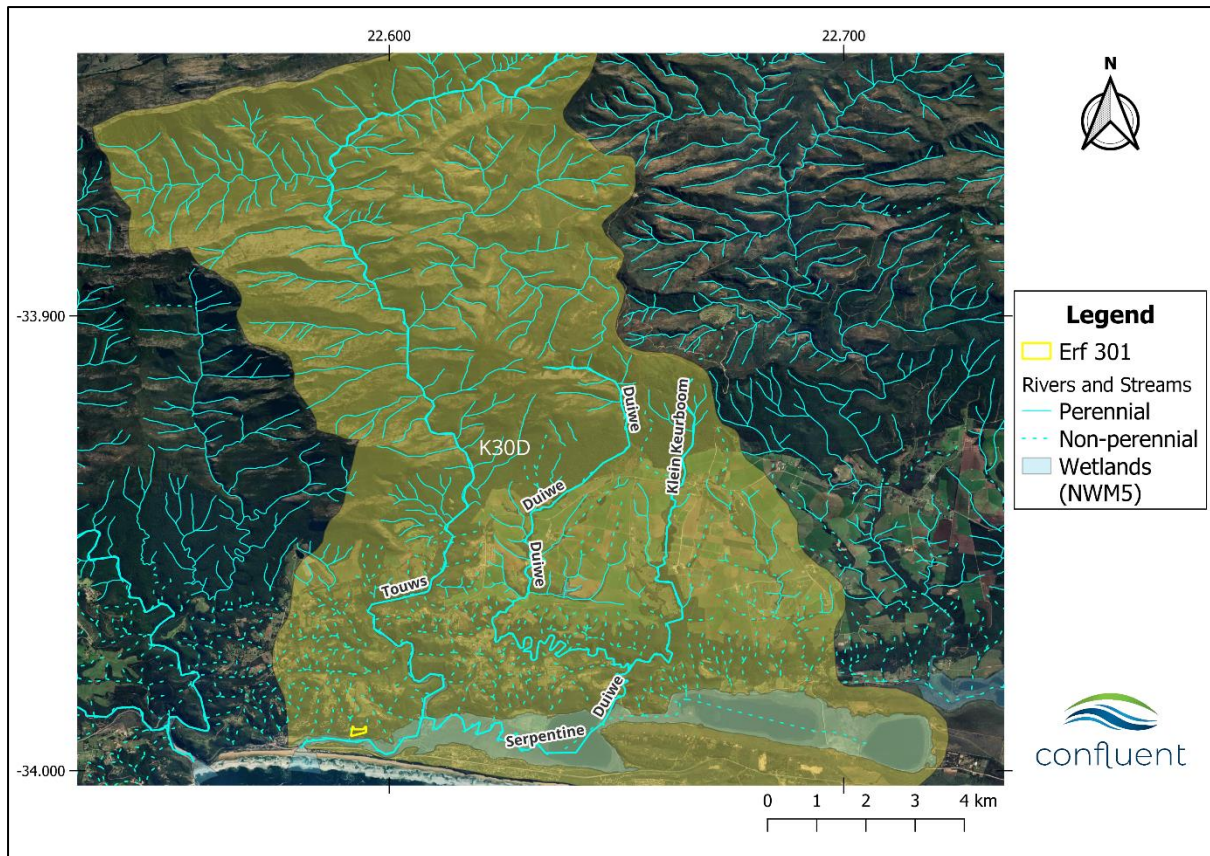 22.600
22.700
N
-33.900
-34.000
Duiwe
Klein Keurboom
K30D
Duiwe
Duiwe
Touws
Duiwe
Serpentine
Legend
Erf 301
Rivers and Streams
Perennial
Non-perennial
Wetlands
(NWM5)
confluent
0 1 2 3 4 km